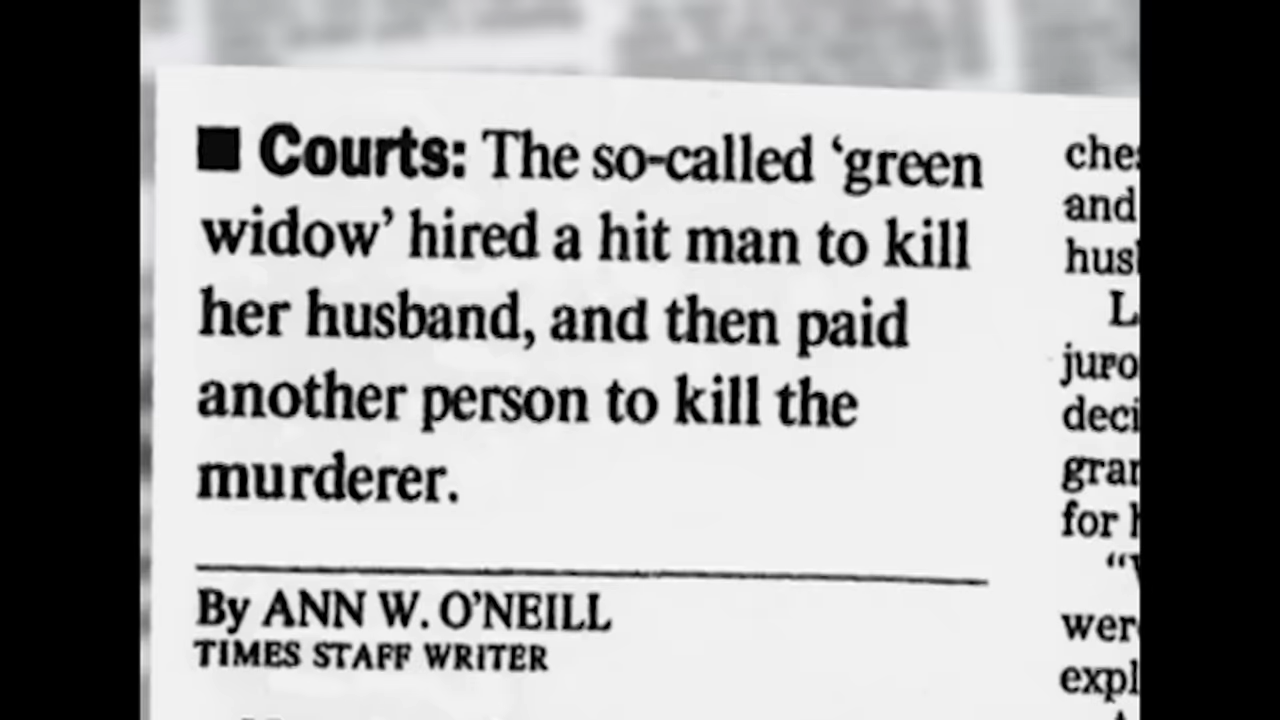 ■ Courts: The so-called ‘green
widow’ hired a hit man to kill
her husband, and then paid
another person to kill the
murderer.
By ANN W. O’NEILL
TIMES STAFF WRITER
and
for